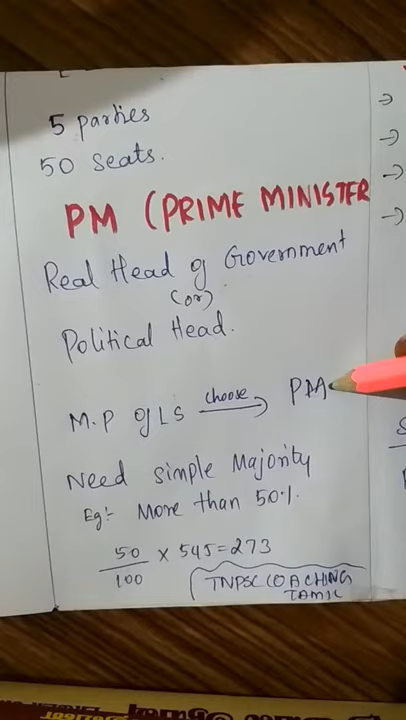 5 parties
50 seats.
PM (PRIME MINISTER
Real Head of Government
(or)
Political Head.
M.P of LS choose → PM
Need simple Majority
Eg:- More than 50%.
50/100 × 545 = 273
TNPSC COACHING
TAMIL